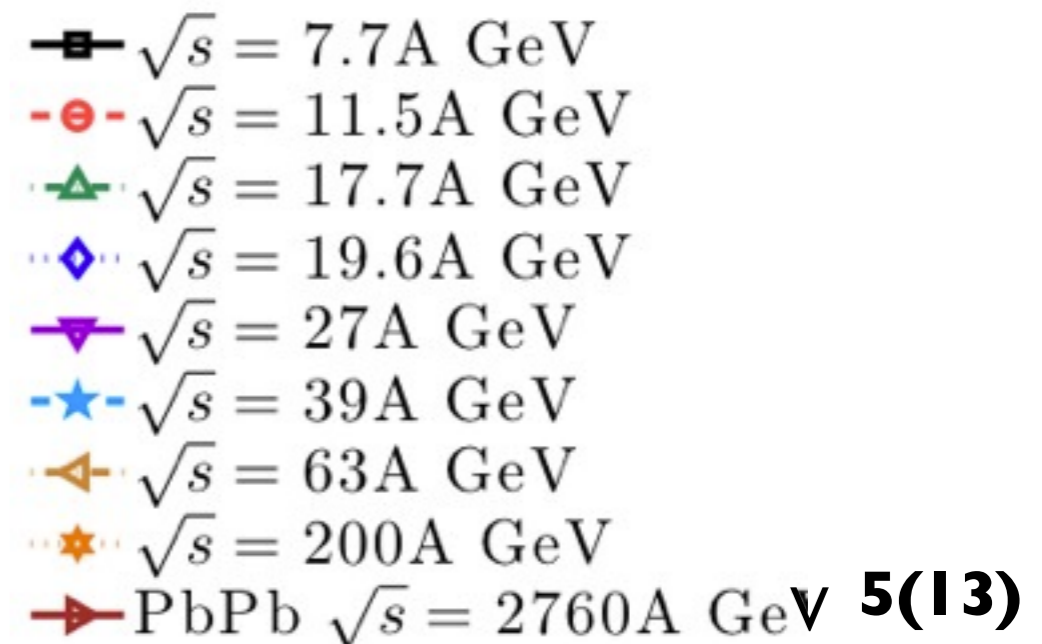 √s = 7.7A GeV
√s = 11.5A GeV
√s = 17.7A GeV
√s = 19.6A GeV
√s = 27A GeV
√s = 39A GeV
√s = 63A GeV
√s = 200A GeV
PbPb √s = 2760A GeV 5(13)